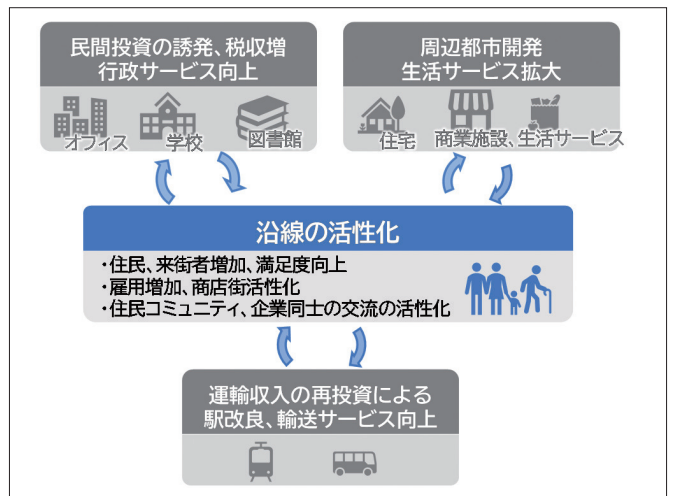 民間投資の誘発、税収増
行政サービス向上
オフィス
学校
図書館
周辺都市開発
生活サービス拡大
住宅
商業施設、生活サービス
沿線の活性化
・住民、来街者増加、満足度向上
・雇用増加、商店街活性化
・住民コミュニティ、企業同士の交流の活性化
運輸収入の再投資による
駅改良、輸送サービス向上